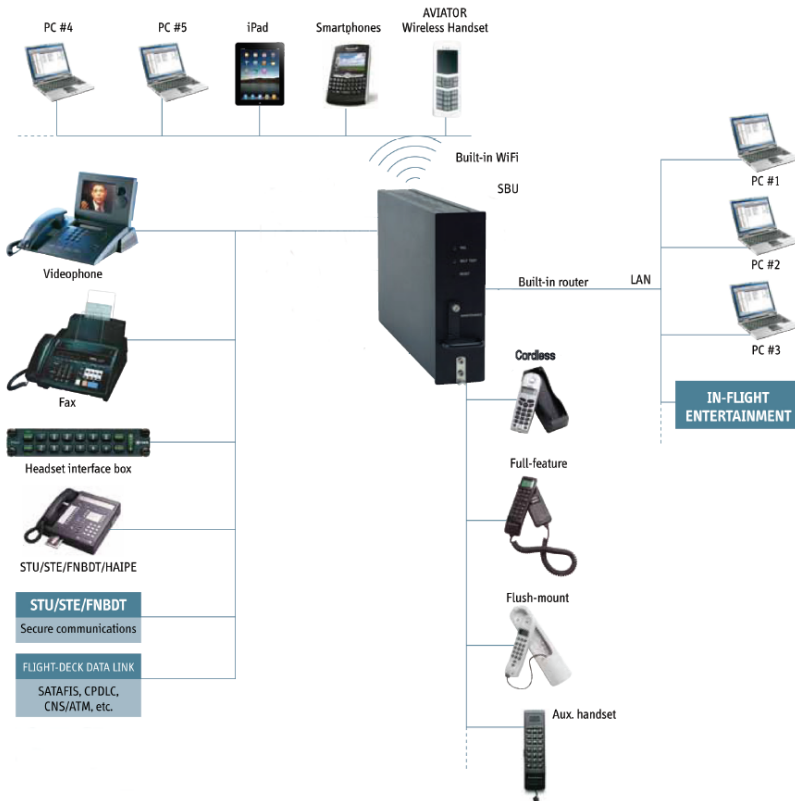 PC #4
PC #5
iPad
Smartphones
AVIATOR
Wireless Handset
Built-in WiFi
SBU
Videophone
Fax
Headset interface box
STU/STE/FNBDT/HAIPE
STU/STE/FNBDT
Secure communications
FLIGHT-DECK DATA LINK
SATAFIS, CPDLC,
CNS/ATM, etc.
Built-in router
LAN
PC #1
PC #2
PC #3
IN-FLIGHT
ENTERTAINMENT
Cordless
Full-feature
Flush-mount
Aux. handset